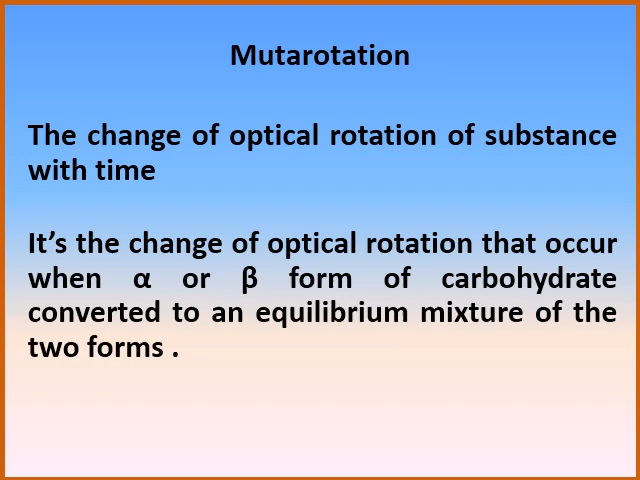 Mutarotation
The change of optical rotation of substance
with time
It’s the change of optical rotation that occur
when α or β form of carbohydrate
converted to an equilibrium mixture of the
two forms .